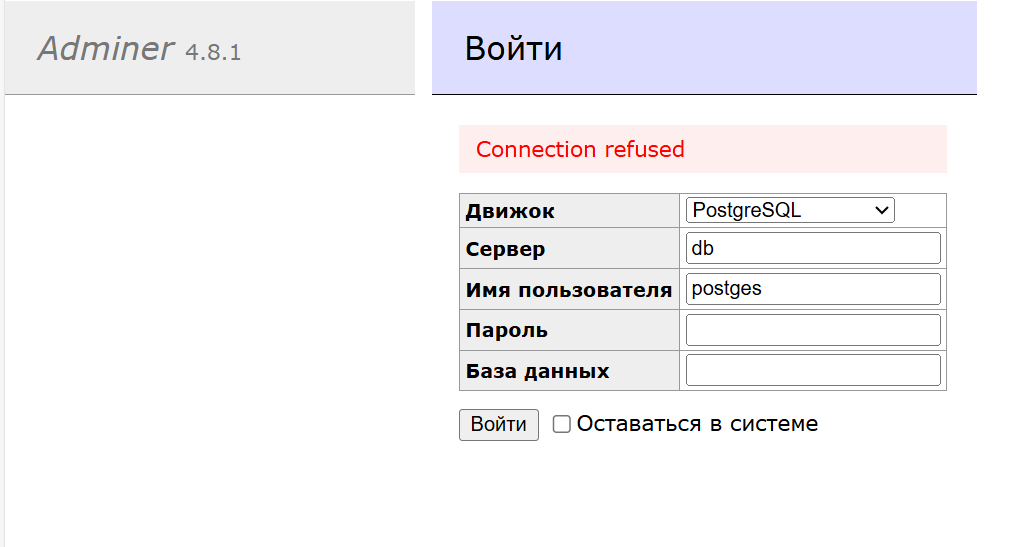 Adminer 4.8.1
Войти
Connection refused
Движок PostgreSQL
Сервер db
Имя пользователя postges
Пароль
База данных
Войти Оставаться в системе